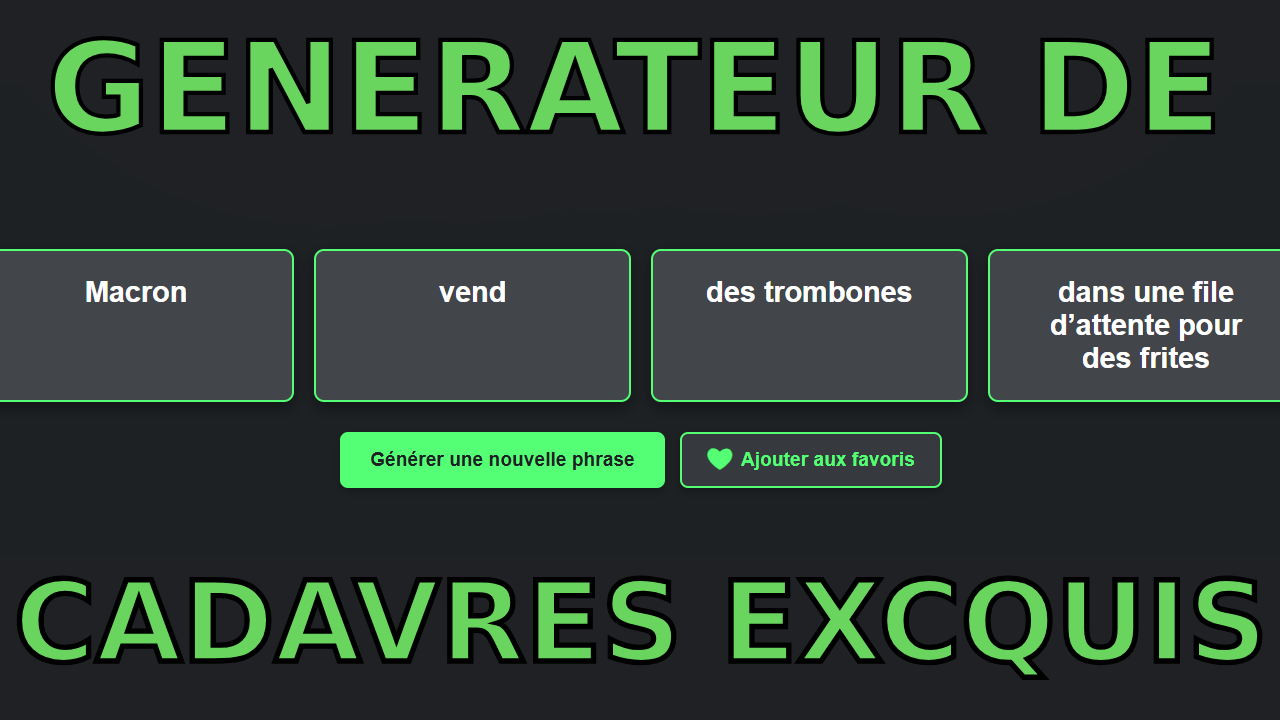 GENERATEUR DE
Macron
vend
des trombones
dans une file
d’attente pour
des frites
Générer une nouvelle phrase
Ajouter aux favoris
CADAVRES EXCQUIS